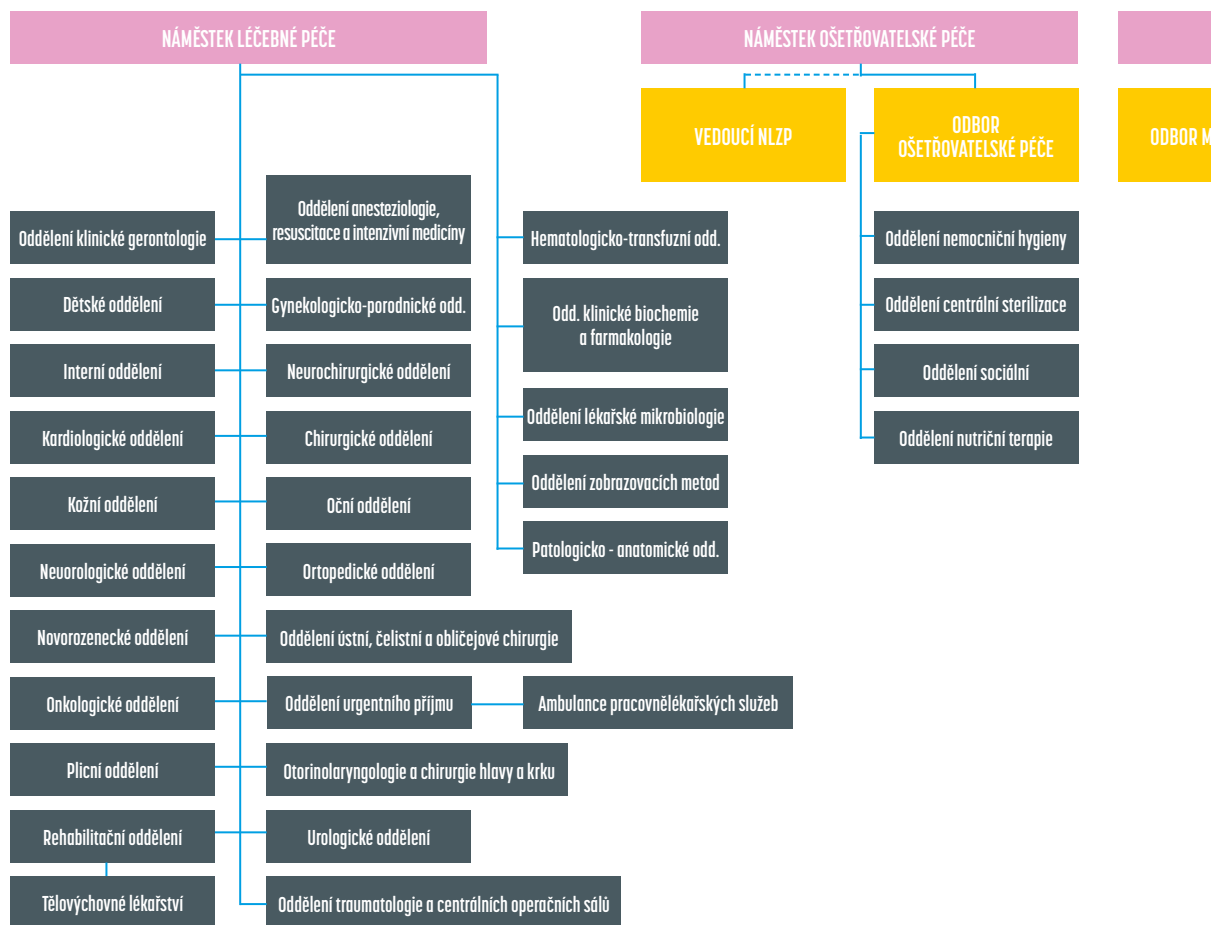 NÁMĚSTEK LÉČEBNÉ PÉČE
NÁMĚSTEK OŠETŘOVATELSKÉ PÉČE
VEDOUCÍ NLZP
ODBOR
OŠETŘOVATELSKÉ PÉČE
ODBOR M
Oddělení klinické gerontologie
Dětské oddělení
Interní oddělení
Kardiologické oddělení
Kožní oddělení
Neuorologické oddělení
Novorozenecké oddělení
Onkologické oddělení
Plicní oddělení
Rehabilitační oddělení
Tělovýchovné lékařství
Oddělení anesteziologie,
resuscitace a intenzivní medicíny
Gynekologicko-porodnické odd.
Neurochirurgické oddělení
Chirurgické oddělení
Oční oddělení
Ortopedické oddělení
Oddělení ústní, čelistní a obličejové chirurgie
Oddělení urgentního příjmu
Ambulance pracovnělékařských služeb
Otorinolaryngologie a chirurgie hlavy a krku
Urologické oddělení
Oddělení traumatologie a centrálních operačních sálů
Hematologicko-transfuzní odd.
Odd. klinické biochemie
a farmakologie
Oddělení lékařské mikrobiologie
Oddělení zobrazovacích metod
Patologicko - anatomické odd.
Oddělení nemocniční hygieny
Oddělení centrální sterilizace
Oddělení sociální
Oddělení nutriční terapie